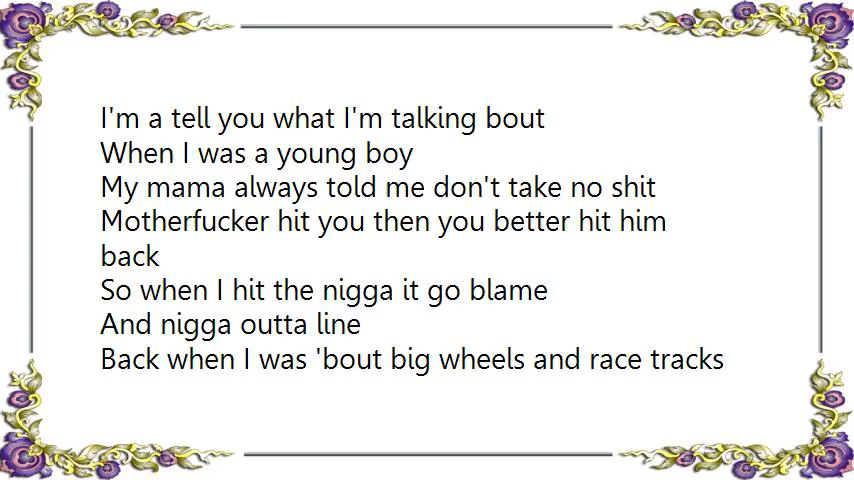 I'm a tell you what I'm talking bout
When I was a young boy
My mama always told me don't take no shit
Motherfucker hit you then you better hit him
back
So when I hit the nigga it go blame
And nigga outta line
Back when I was 'bout big wheels and race tracks